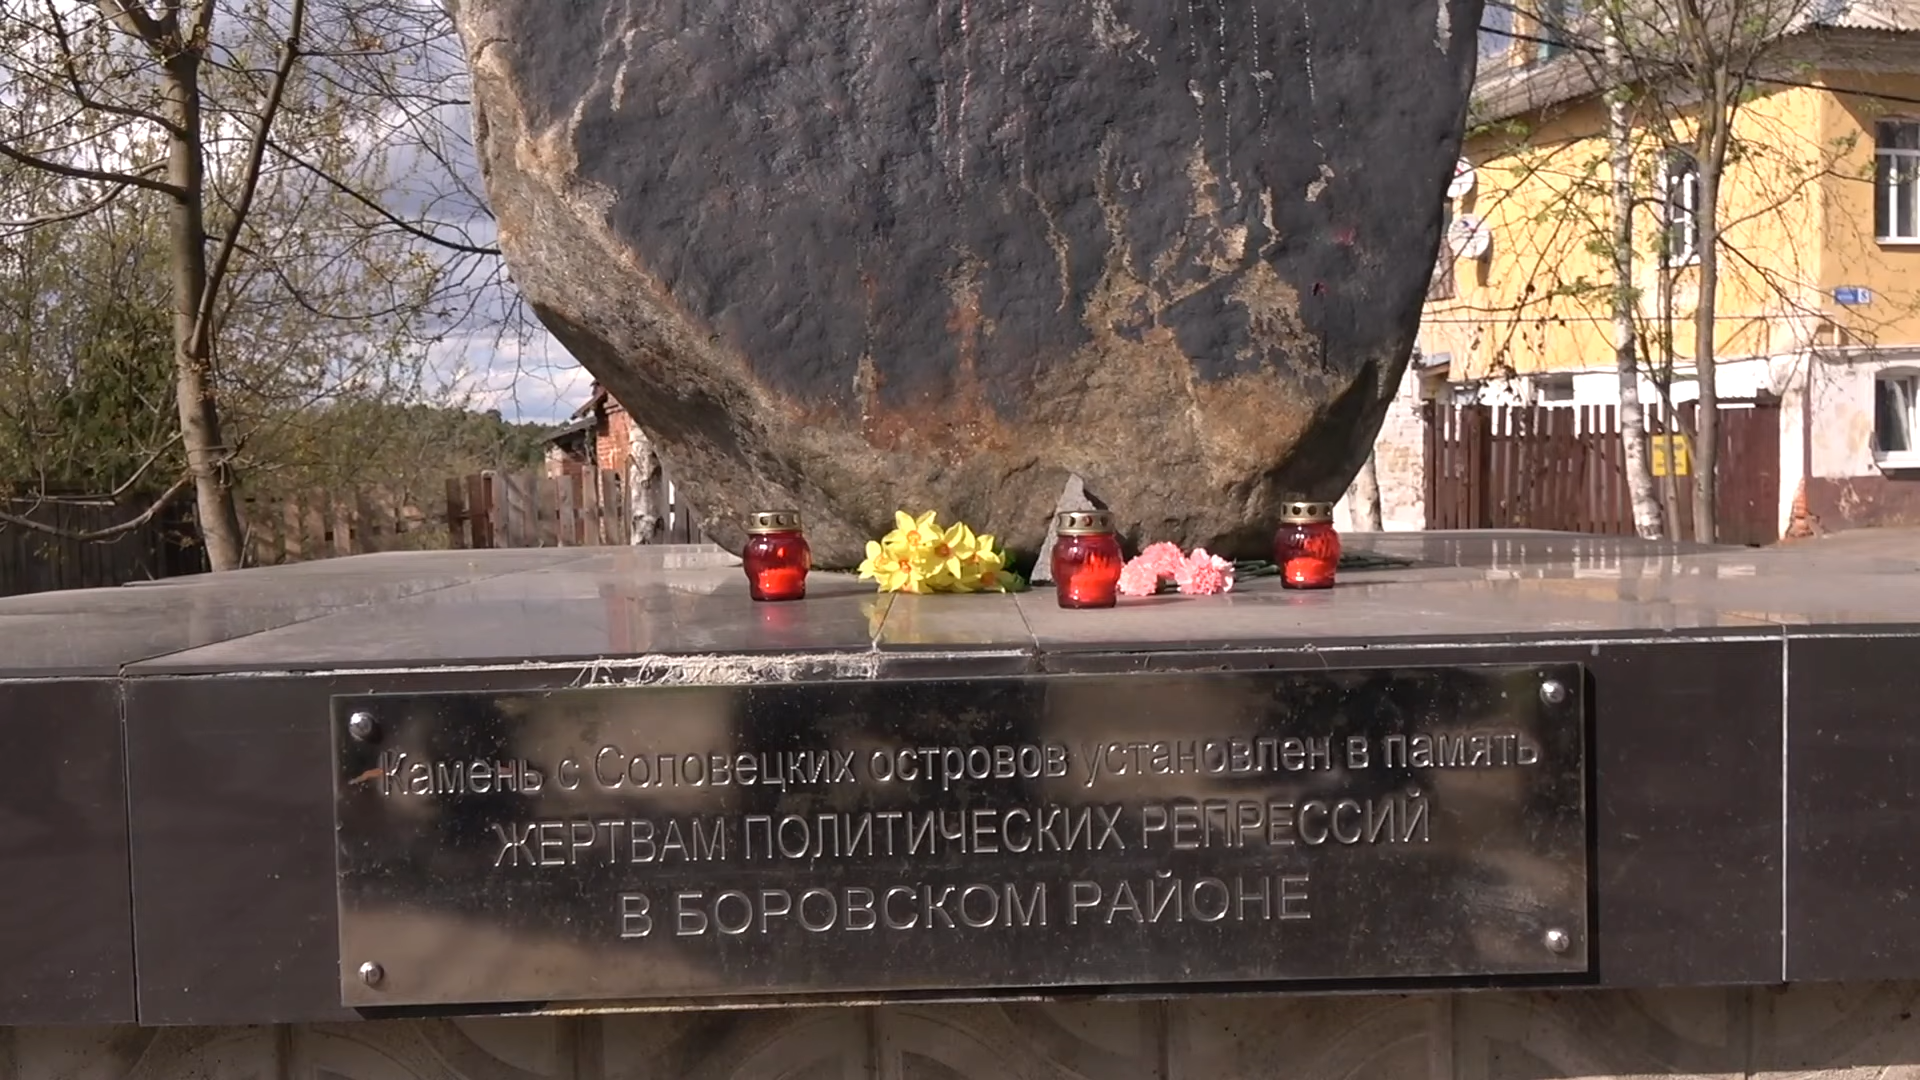 Камень с Соловецких островов установлен в память
ЖЕРТВАМ ПОЛИТИЧЕСКИХ РЕПРЕССИЙ
В БОРОВСКОМ РАЙОНЕ